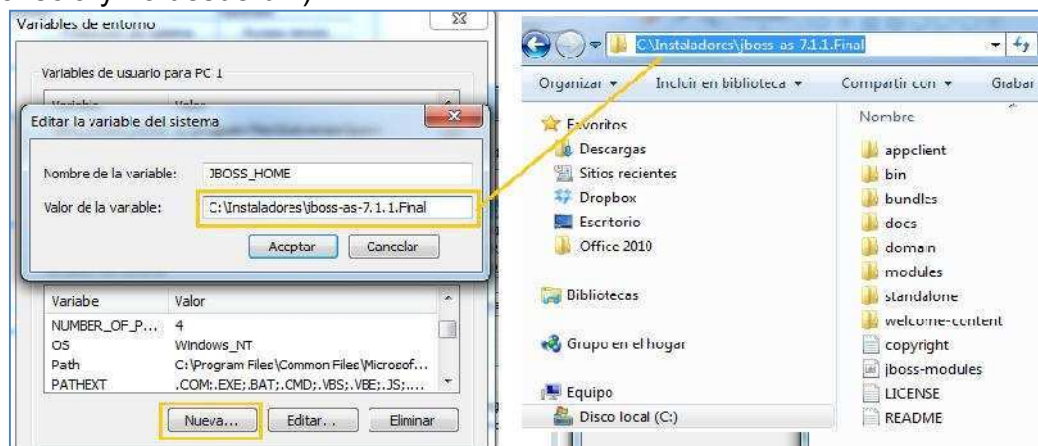 Variables de entorno
Variables de usuario para PC 1
Editar la variable del sistema
Nombre de la variable: JBOSS_HOME
Valor de la variable: C:\Instaladores\jboss-as-7.1.1.Final
Aceptar Cancelar
Variable Valor
NUMBER_OF_P... 4
OS Windows_NT
Path C:\Program Files\Common Files\Microsof...
PATHEXT .COM;.EXE;.BAT;.CMD;.VBS;.VBE;.JS;....
Nueva... Editar... Eliminar
C:\Instaladores\jboss-as-7.1.1.Final
Organizar Incluir en biblioteca Compartir con Grabar
Favoritos
Descargas
Sitios recientes
Dropbox
Escritorio
Office 2010
Bibliotecas
Grupo en el hogar
Equipo
Disco local (C:)
Nombre
appclient
bin
bundles
docs
domain
modules
standalone
welcome-content
copyright
jboss-modules
LICENSE
README